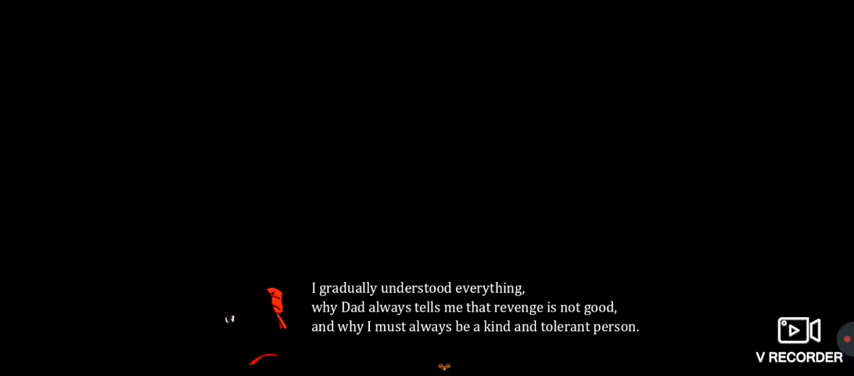 I gradually understood everything,
why Dad always tells me that revenge is not good,
and why I must always be a kind and tolerant person.
V RECORDER